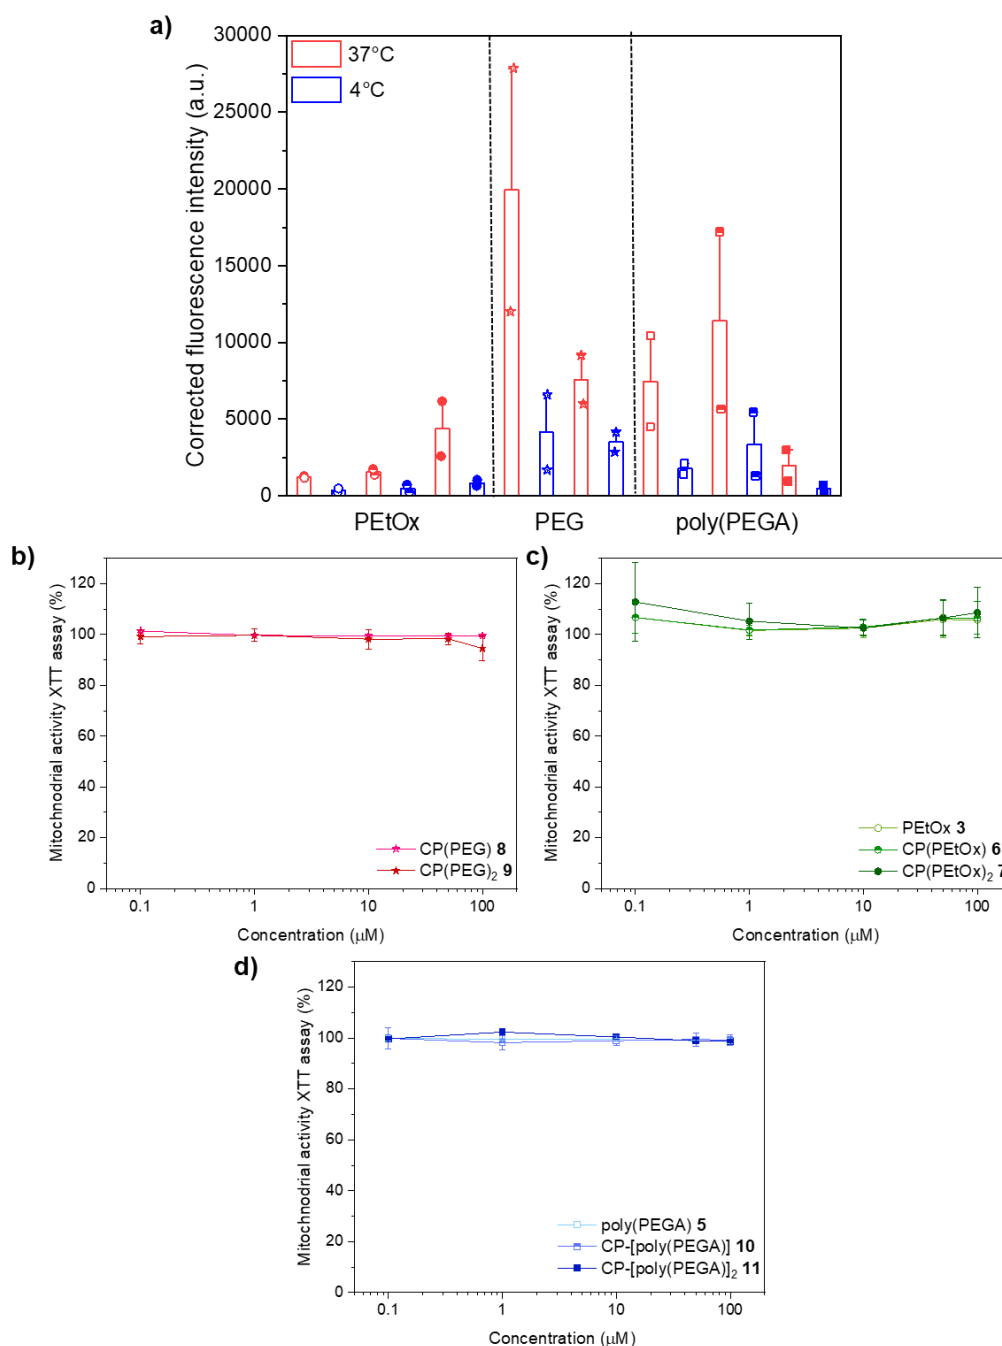 a)
Corrected fluorescence intensity (a.u.)
30000
25000
20000
15000
10000
5000
0
37°C
4°C
PEtOx
PEG
poly(PEGA)
b)
Mitochnodrial activity XTT assay (%)
120
100
80
60
40
20
0
CP(PEG) 8
CP(PEG)₂ 9
0.1 1 10 100
Concentration (µM)
c)
Mitochnodrial activity XTT assay (%)
120
100
80
60
40
20
0
PEtOx 3
CP(PEtOx) 6
CP(PEtOx)₂ 7
0.1 1 10 100
Concentration (µM)
d)
Mitochnodrial activity XTT assay (%)
120
100
80
60
40
20
0
poly(PEGA) 5
CP-[poly(PEGA)] 10
CP-[poly(PEGA)]₂ 11
0.1 1 10 100
Concentration (µM)